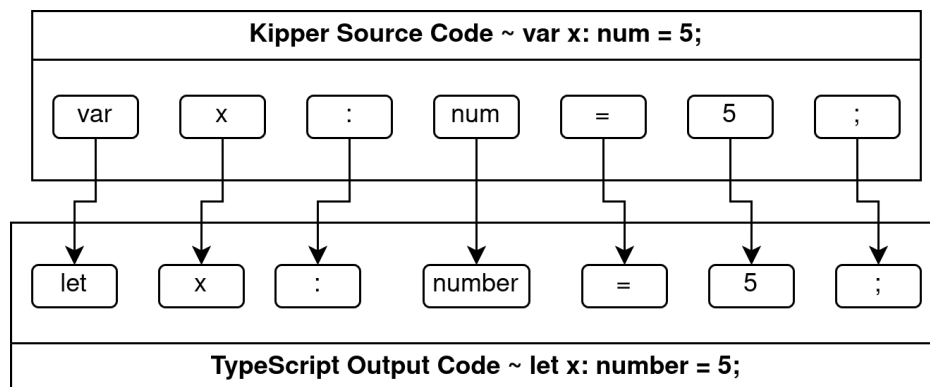 Kipper Source Code ~ var x: num = 5;
var x : num = 5 ;
let x : number = 5 ;
TypeScript Output Code ~ let x: number = 5;